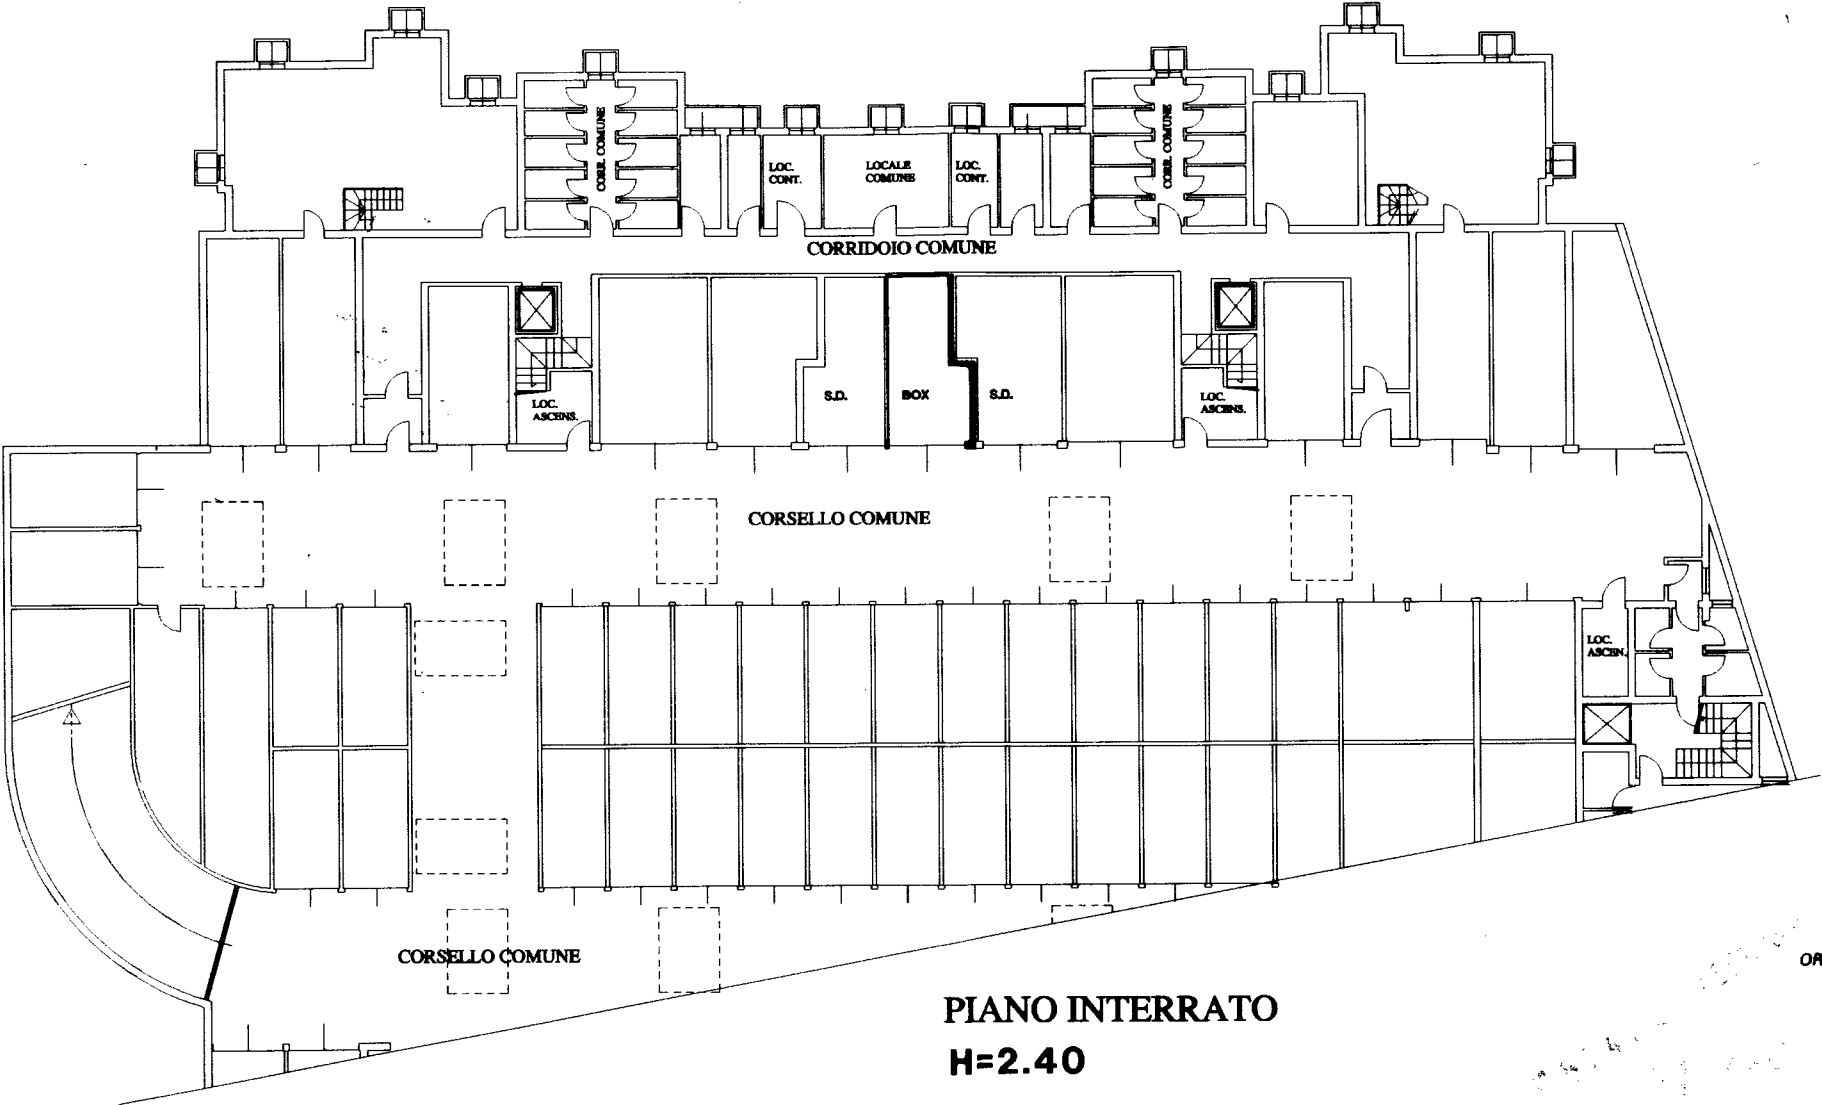 CORR. COMUNE
CORR. COMUNE
LOC.
CONT.
LOCALE
COMUNE
LOC.
CONT.
CORRIDOIO COMUNE
S.D.
BOX
S.D.
LOC.
ASCENS.
LOC.
ASCENS.
CORSELLO COMUNE
LOC.
ASCEN.
CORSELLO COMUNE
OR
PIANO INTERRATO
H=2.40